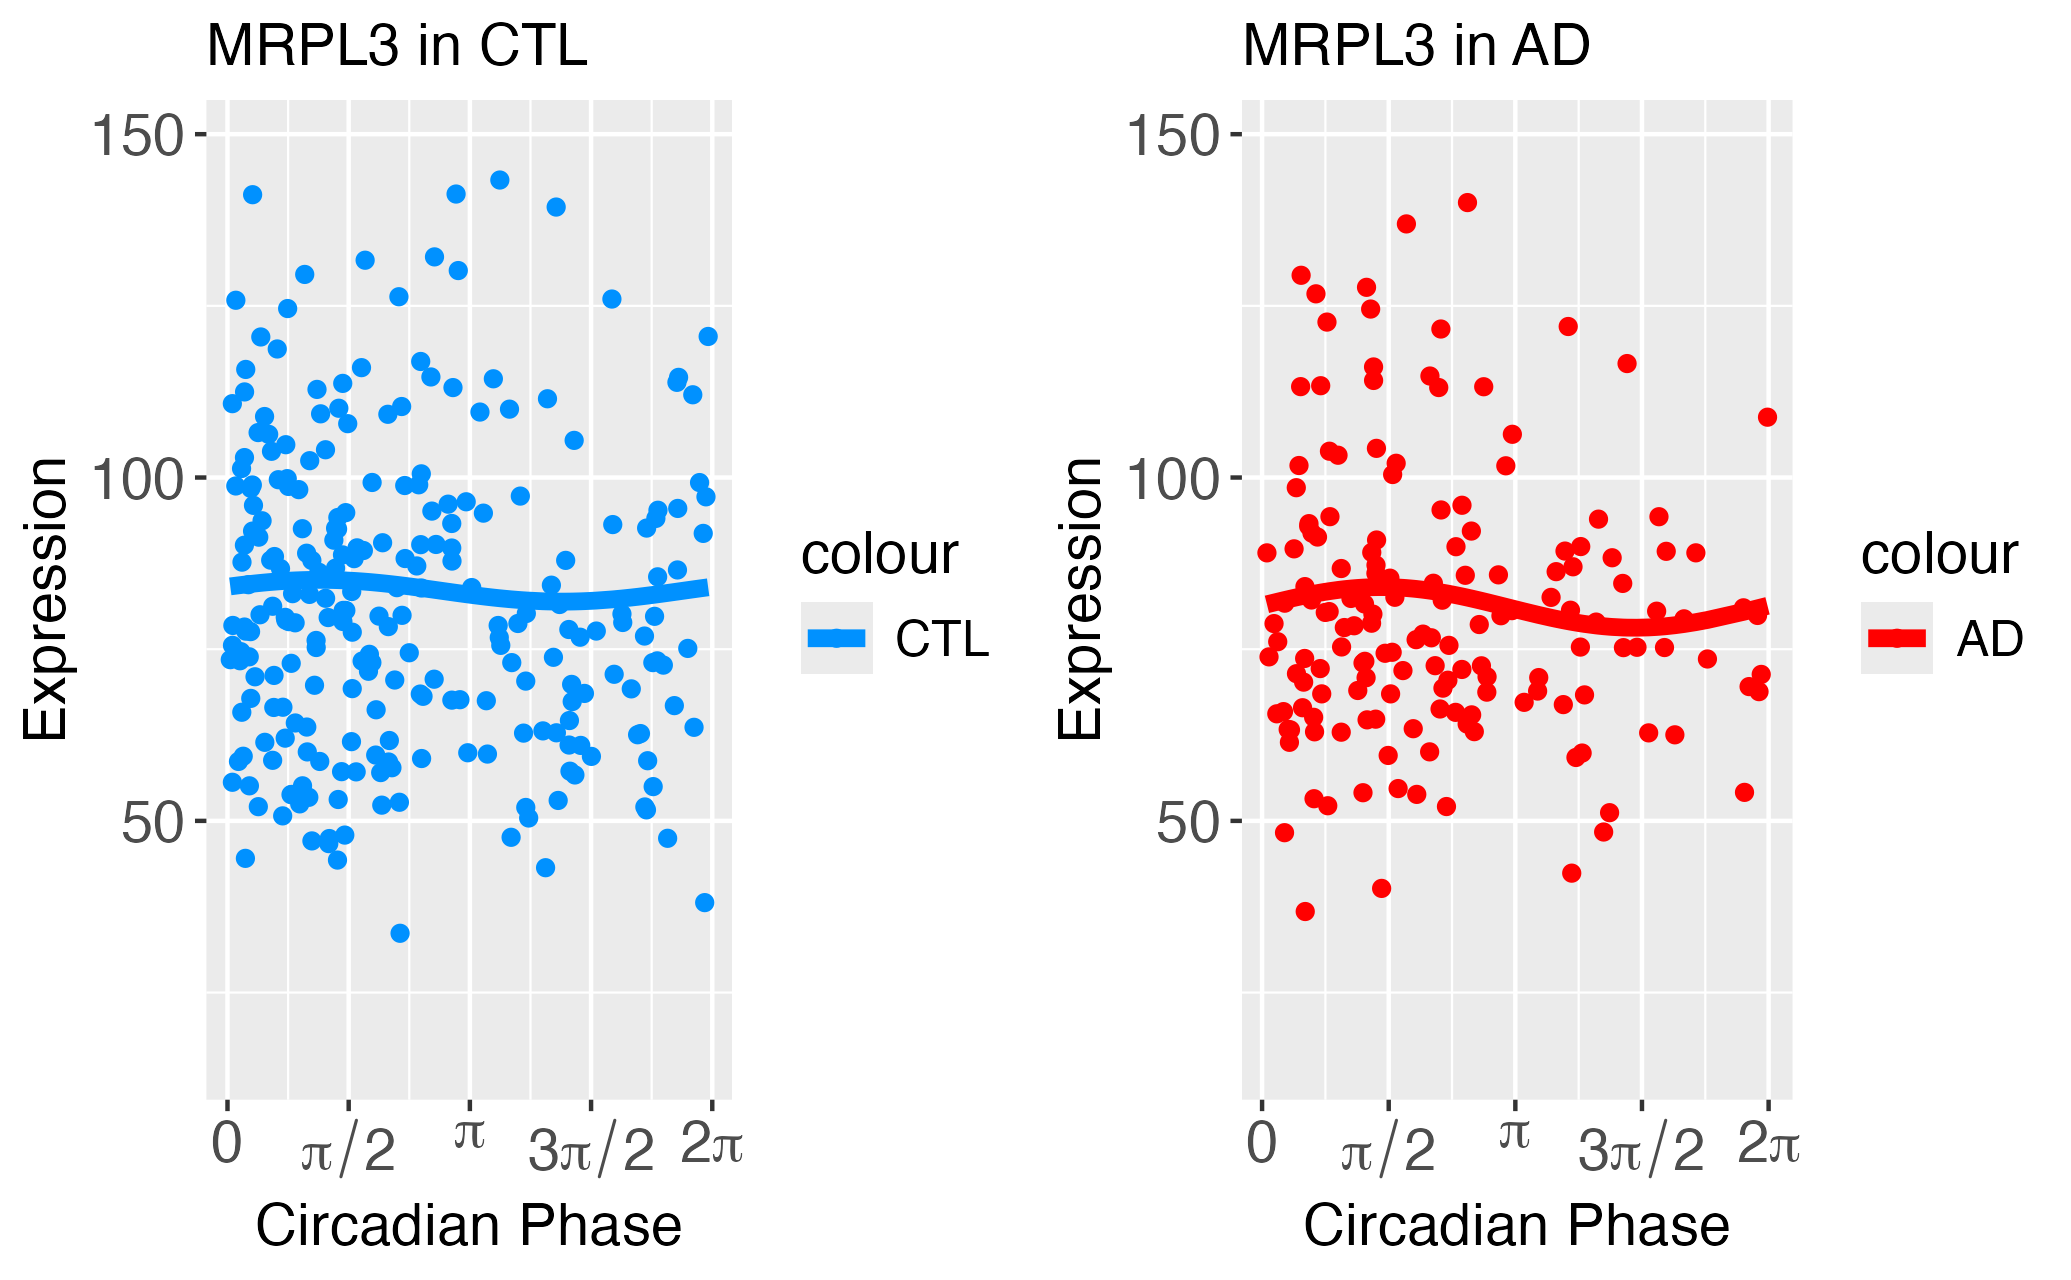 MRPL3 in CTL
150
100
50
Expression
0 π/2 π 3π/2 2π
Circadian Phase
colour
CTL
MRPL3 in AD
150
100
50
Expression
0 π/2 π 3π/2 2π
Circadian Phase
colour
AD